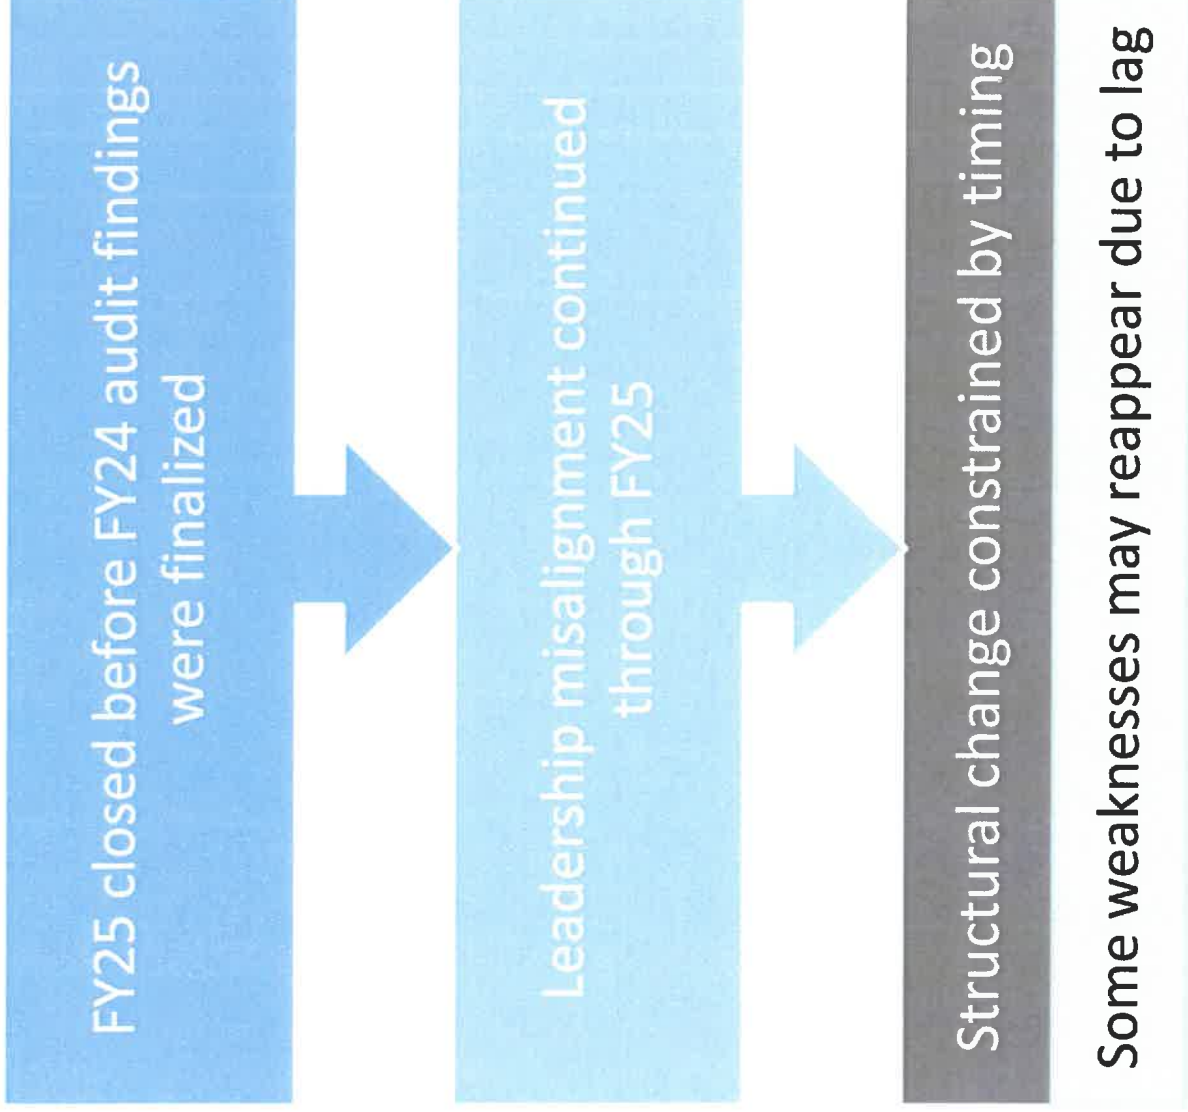 FY25 closed before FY24 audit findings
were finalized
Leadership misalignment continued
through FY25
Structural change constrained by timing
Some weaknesses may reappear due to lag